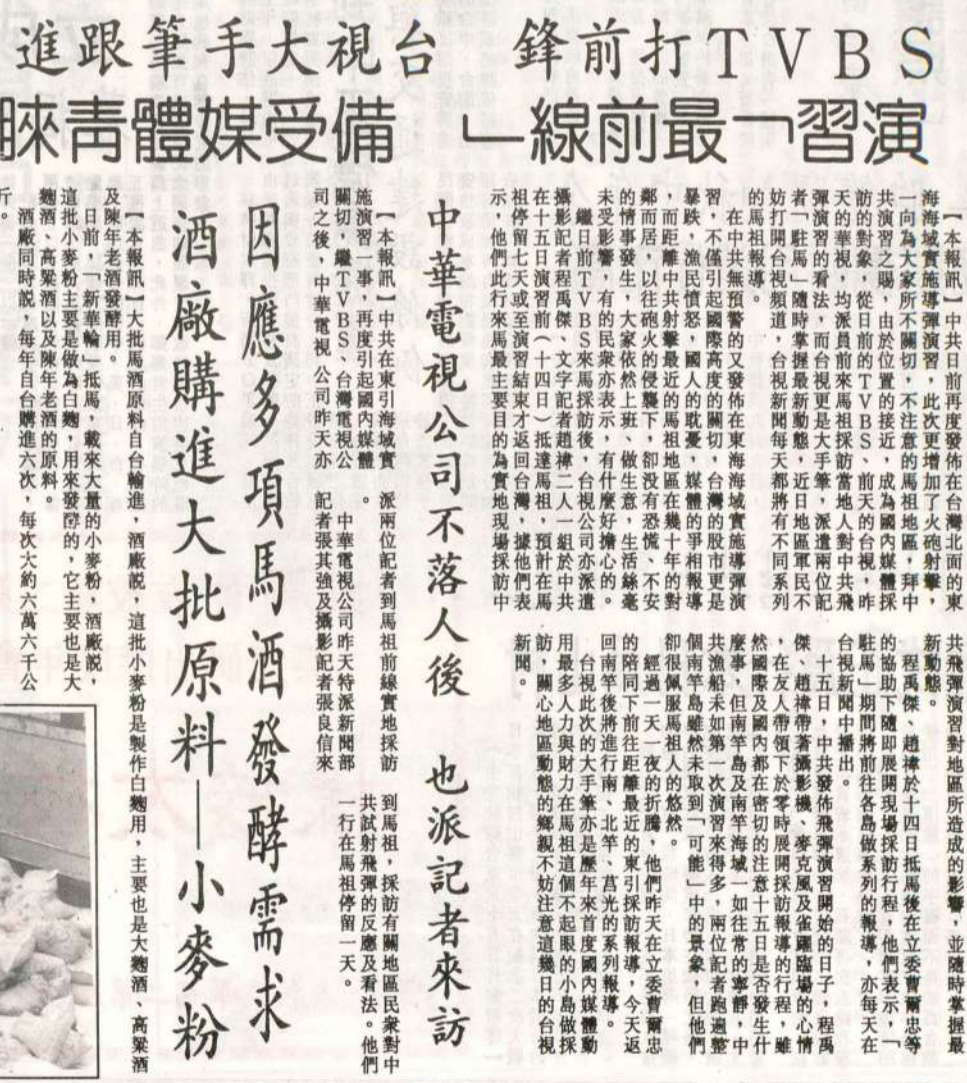 TVBS打前鋒　台視大手筆跟進
演習「最前線」　備受媒體青睞
【本報訊】中共日前再度發佈在台灣北面的東
海海域實施導彈演習，此次更增加了火砲射擊，
一向為大家所不關切，不注意的馬祖地區，拜中
共演習之賜，由於位置的接近，成為國內媒體採
訪的對象，從日前的TVBS、前天的台視，昨
天的華視，均派員前來馬祖採訪當地人對中共飛
彈演習的看法，而台視更是大手筆，派遣兩位記
者「駐馬」隨時掌握最新動態，近日地區軍民不
妨打開台視頻道，台視新聞每天都將有不同系列
的馬祖報導。
在中共無預警的又發佈在東海海域實施導彈演
習，不僅引起國際高度的關切，台灣的股市更是
暴跌，漁民憤怒，國人的耽憂，媒體的爭相報導
，而距離中共射擊最近的馬祖地區在幾十年的對
鄰而居，以往砲火的侵襲下，卻没有恐慌、不安
的情事發生，大家依然上班、做生意，生活絲毫
未受影響，有的民衆亦表示，有什麼好擔心的。
繼日前TVBS來馬採訪後，台視公司亦派遣
攝影記者程禹傑，文字記者趙褘二人一組於中共
在十五日演習前（十四日）抵達馬祖，預計在馬
祖停留七天或至演習結束才返回台灣，據他們表
示，他們此行來馬最主要目的為實地現場採訪中
共飛彈演習對地區所造成的影響，並隨時掌握最
新動態。
程禹傑、趙褘於十四日抵馬後在立委曹爾忠等
的協助下隨即展開現場採訪行程，他們表示，「
駐馬」期間將前往各島做系列的報導，亦每天在
台視新聞中播出。
十五日，中共發佈飛彈演習開始的日子，程禹
傑、趙褘帶著攝影機、麥克風及雀躍臨場的心情
，在友人帶領下於零時展開採訪報導的行程，雖
然國際及國內都在密切的注意十五日是否發生什
麼事，但南竿島及南竿海域一如往常的寧靜，中
共漁船未如第一次演習來得多，兩位記者跑遍整
個南竿島雖然未取到「可能」中的景象，但他們
卻很佩服馬祖人的悠然。
經過一天一夜的折騰，他們昨天在立委曹爾忠
的陪同下前往距離最近的東引採訪報導，今天返
回南竿後將進行南、北竿、莒光的系列報導。
台視此次的大手筆亦是歷年來首度國內媒體動
用最多人力與財力在馬祖這個不起眼的小島做採
訪，關心地區動態的鄉親不妨注意這幾日的台視
新聞。
中華電視公司不落人後　也派記者來訪
【本報訊】中共在東引海域實
施演習一事，再度引起國內媒體
關切，繼TVBS、台灣電視公
司之後，中華電視　公司昨天亦
派兩位記者到馬祖前線實地採訪
。
中華電視公司昨天特派新聞部
記者張其強及攝影記者張良信來
到馬祖，採訪有關地區民衆對中
共試射飛彈的反應及看法。他們
一行在馬祖停留一天。
因應多項馬酒發酵需求
酒廠購進大批原料—小麥粉
【本報訊】大批馬酒原料自台輸進，酒廠説，這批小麥粉是製作白麴用，主要也是大麴酒　高粱酒
及陳年老酒發酵用。
日前，「新華輪」抵馬，載來大量的小麥粉，酒廠説，
這批小麥粉主要是做為白麴，用來發酵的，它主要也是大
麴酒、高粱酒以及陳年老酒的原料。
酒廠同時説，每年自台購進六次，每次大約六萬六千公
斤。